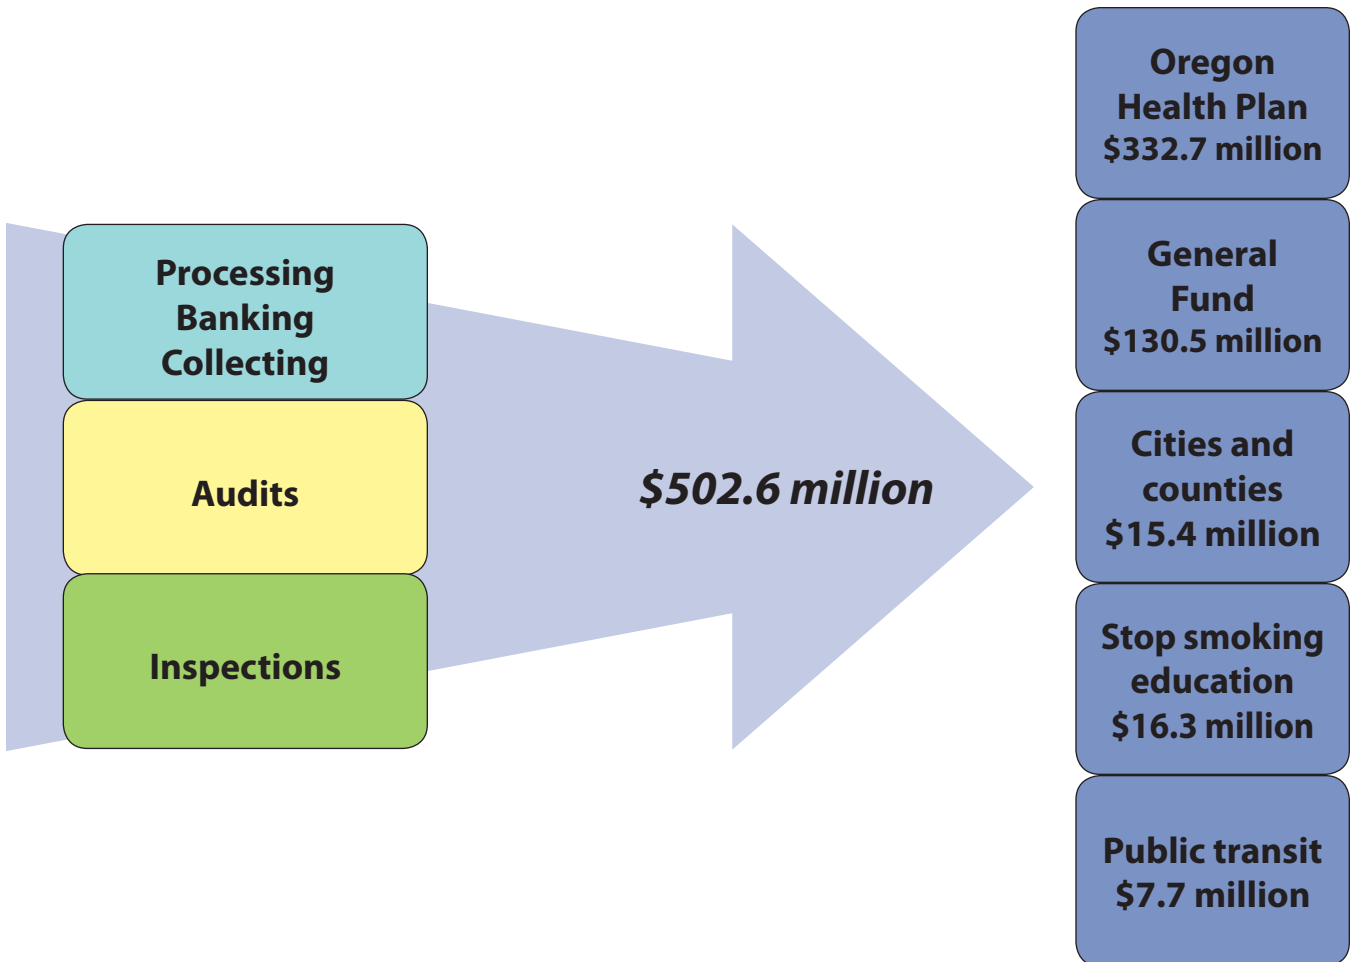 Processing
Banking
Collecting
Audits
Inspections
$502.6 million
Oregon
Health Plan
$332.7 million
General
Fund
$130.5 million
Cities and
counties
$15.4 million
Stop smoking
education
$16.3 million
Public transit
$7.7 million